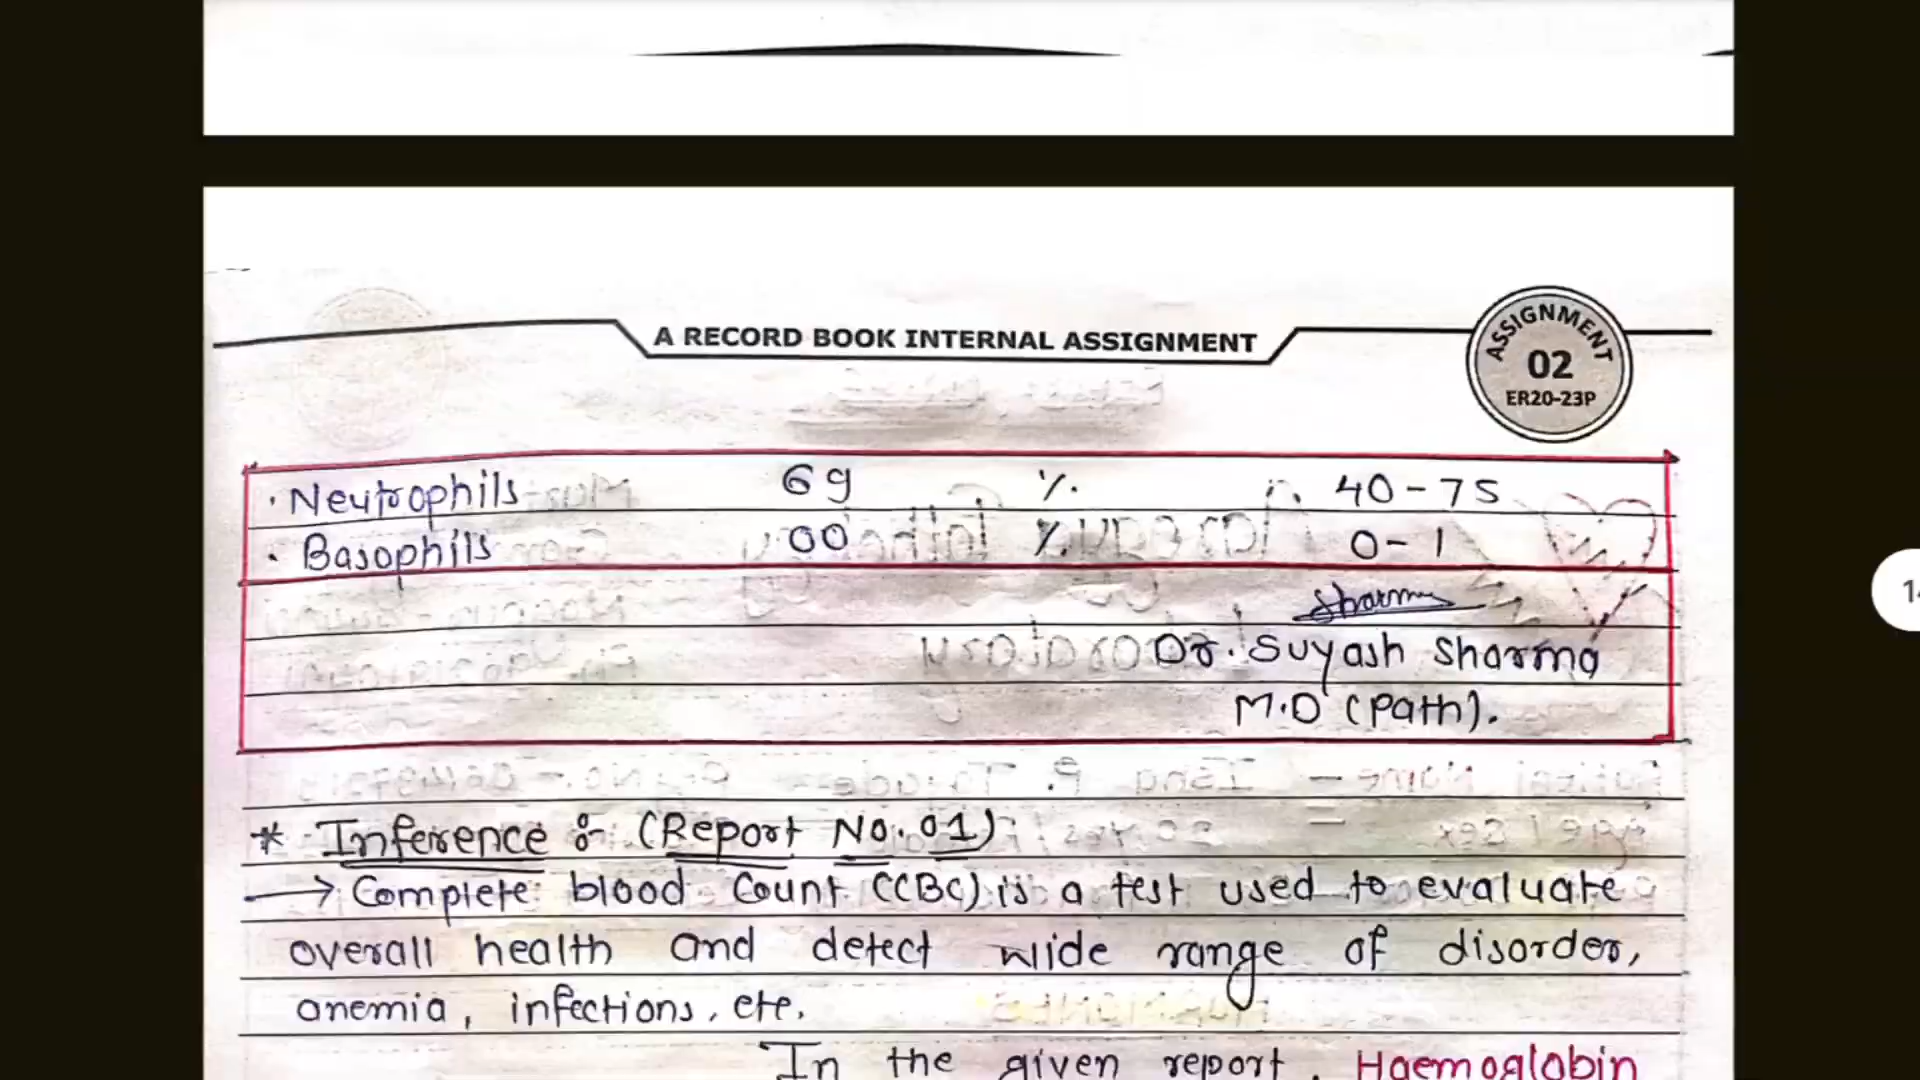 A RECORD BOOK INTERNAL ASSIGNMENT
ASSIGNMENT
02
ER20-23P
· Neutrophils 69 % 40-75
· Basophils 00 % 0-1
Sharma
Dr. Suyash Sharma
M.D (Path).
* Inference :- (Report No. 01)
→ Complete blood Count (CBC) is a test used to evaluate
overall health and detect wide range of disorder,
anemia, infections, etc.
In the given report, Haemoglobin